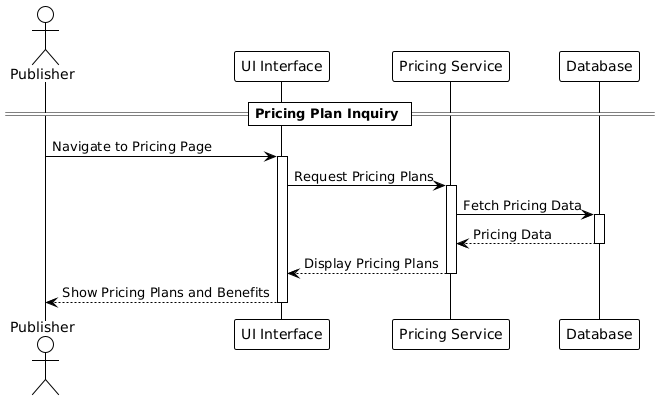 Publisher
UI Interface
Pricing Service
Database
Pricing Plan Inquiry
Navigate to Pricing Page
Request Pricing Plans
Fetch Pricing Data
Pricing Data
Display Pricing Plans
Show Pricing Plans and Benefits
Publisher
UI Interface
Pricing Service
Database